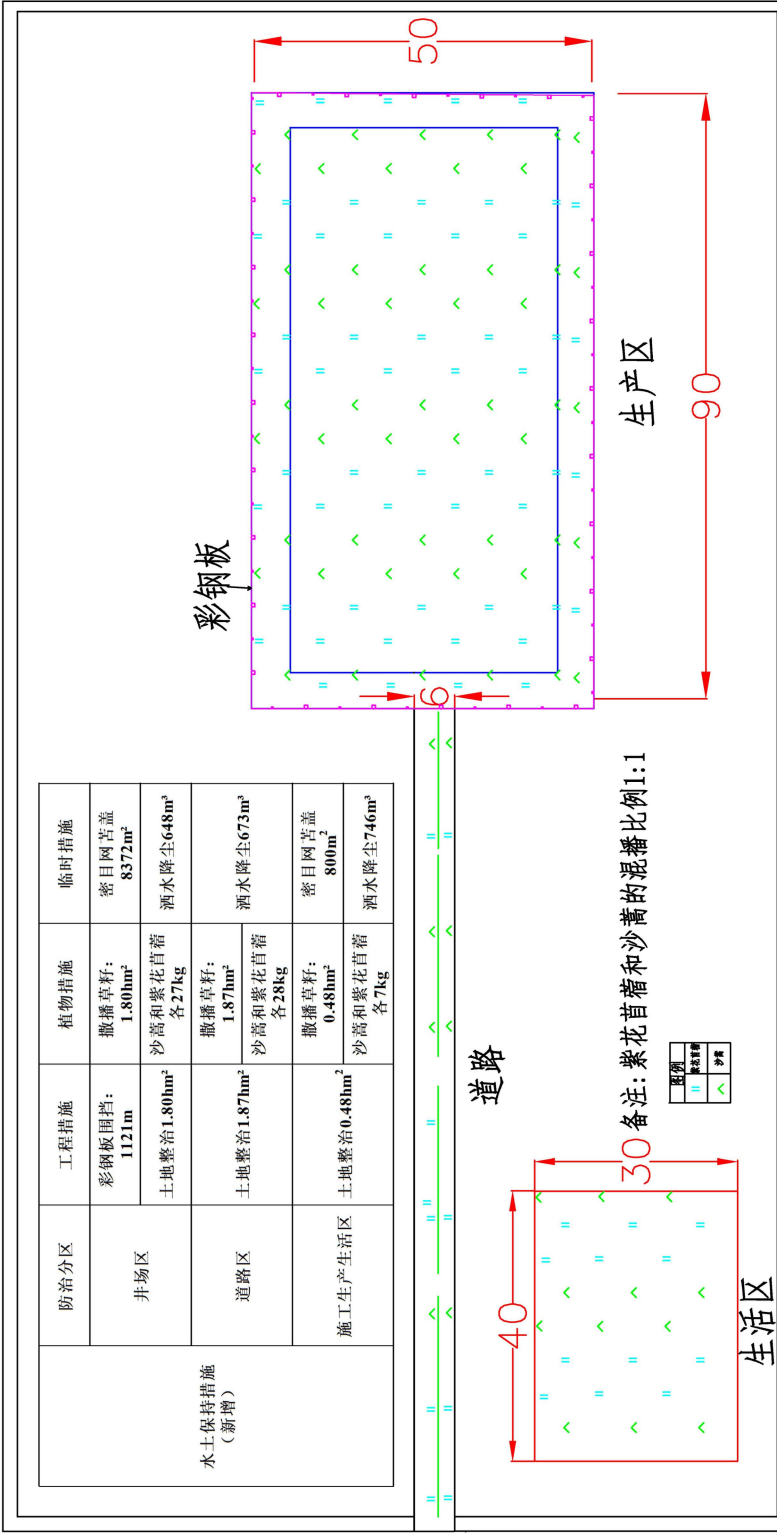 水土保持措施
（新增）
防治分区
工程措施
植物措施
临时措施
井场区
彩钢板围挡：
1121m
撒播草籽：
1.80hm²
密目网苫盖
8372m²
土地整治1.80hm²
沙蒿和紫花苜蓿
各27kg
洒水降尘648m³
道路区
土地整治1.87hm²
撒播草籽：
1.87hm²
洒水降尘673m³
沙蒿和紫花苜蓿
各28kg
施工生产生活区
土地整治0.48hm²
撒播草籽：
0.48hm²
密目网苫盖
800m²
沙蒿和紫花苜蓿
各7kg
洒水降尘746m³
彩钢板
50
6
90
生产区
道路
40
30
生活区
备注：紫花苜蓿和沙蒿的混播比例1:1
图例
紫花苜蓿
沙蒿